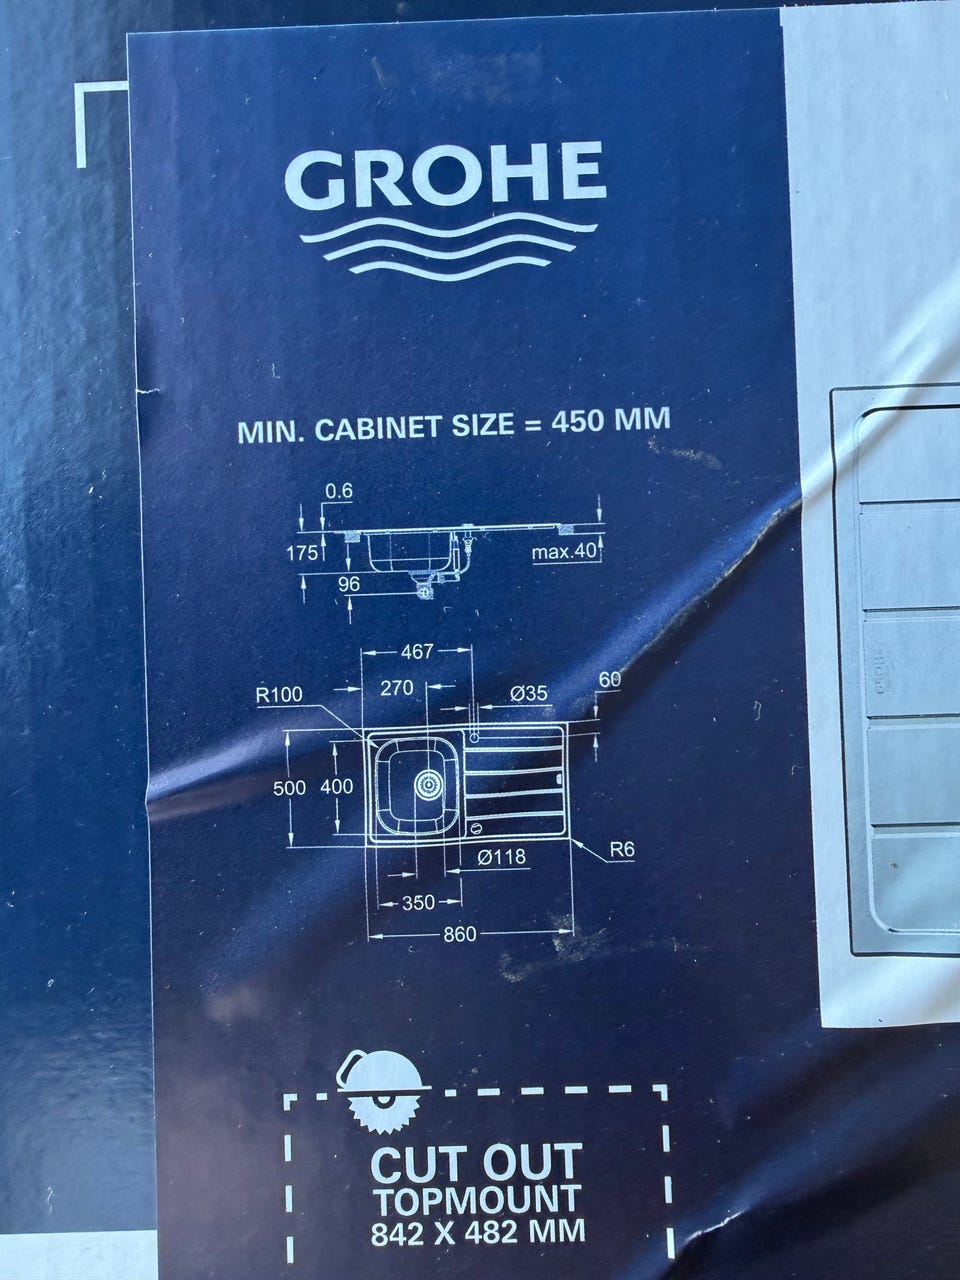 GROHE
MIN. CABINET SIZE = 450 MM
0.6
175
max.40
96
467
R100
270
Ø35
60
500
400
Ø118
R6
350
860
CUT OUT
TOPMOUNT
842 X 482 MM
GROHE